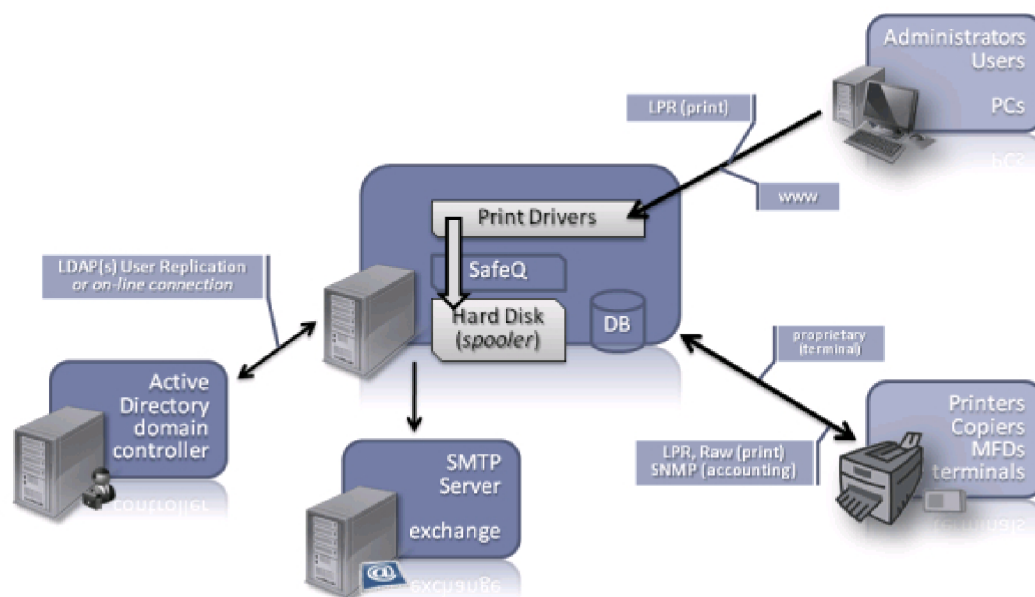 Administrators
Users
PCs
LPR (print)
www
Print Drivers
SafeQ
Hard Disk
(spooler)
DB
LDAP(s) User Replication
or on-line connection
proprietary
(terminal)
Active
Directory
domain
controller
Printers
Copiers
MFDs
terminals
LPR, Raw (print)
SNMP (accounting)
SMTP
Server
exchange
@